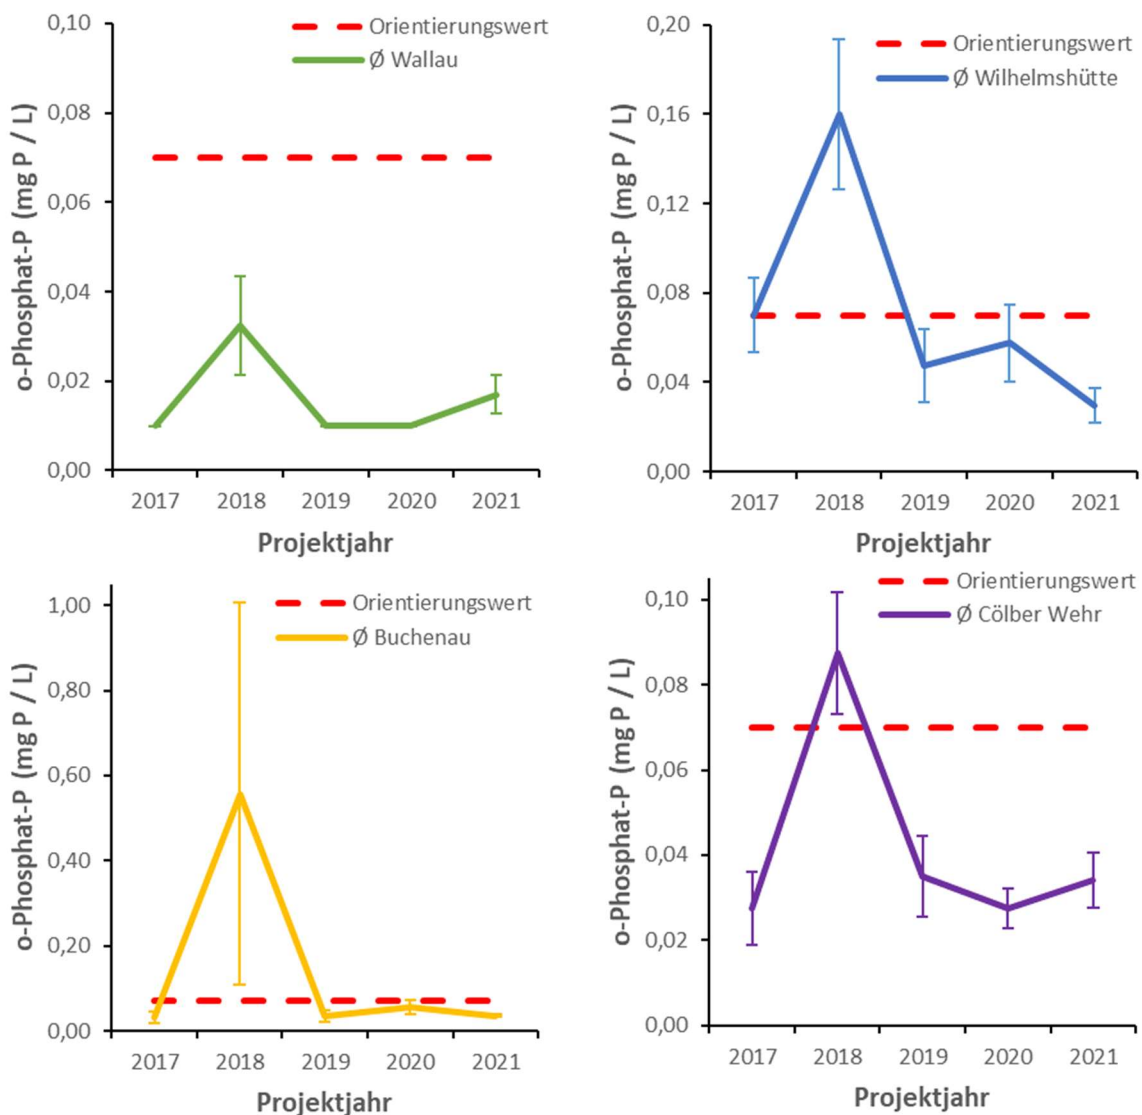 o-Phosphat-P (mg P / L)
0,10
0,08
0,06
0,04
0,02
0,00
Orientierungswert
Ø Wallau
2017 2018 2019 2020 2021
Projektjahr
o-Phosphat-P (mg P / L)
0,20
0,16
0,12
0,08
0,04
0,00
Orientierungswert
Ø Wilhelmshütte
2017 2018 2019 2020 2021
Projektjahr
o-Phosphat-P (mg P / L)
1,00
0,80
0,60
0,40
0,20
0,00
Orientierungswert
Ø Buchenau
2017 2018 2019 2020 2021
Projektjahr
o-Phosphat-P (mg P / L)
0,10
0,08
0,06
0,04
0,02
0,00
Orientierungswert
Ø Cölber Wehr
2017 2018 2019 2020 2021
Projektjahr